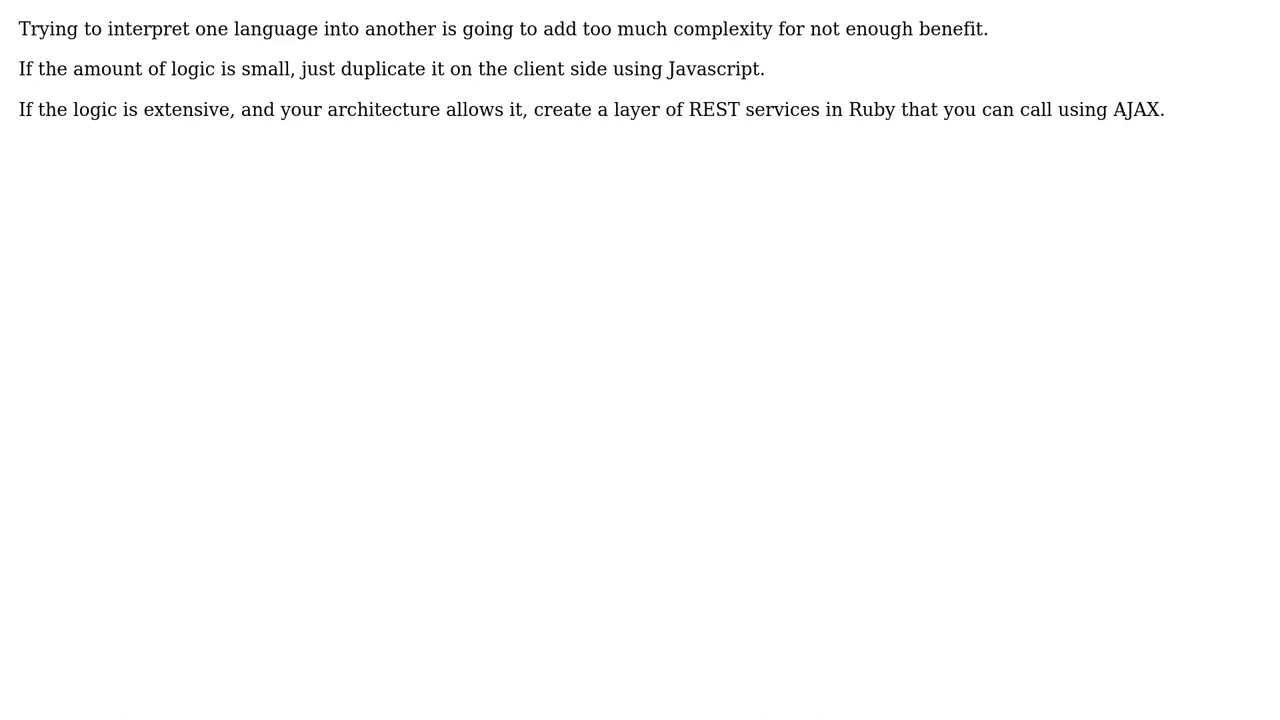 Trying to interpret one language into another is going to add too much complexity for not enough benefit.
If the amount of logic is small, just duplicate it on the client side using Javascript.
If the logic is extensive, and your architecture allows it, create a layer of REST services in Ruby that you can call using AJAX.